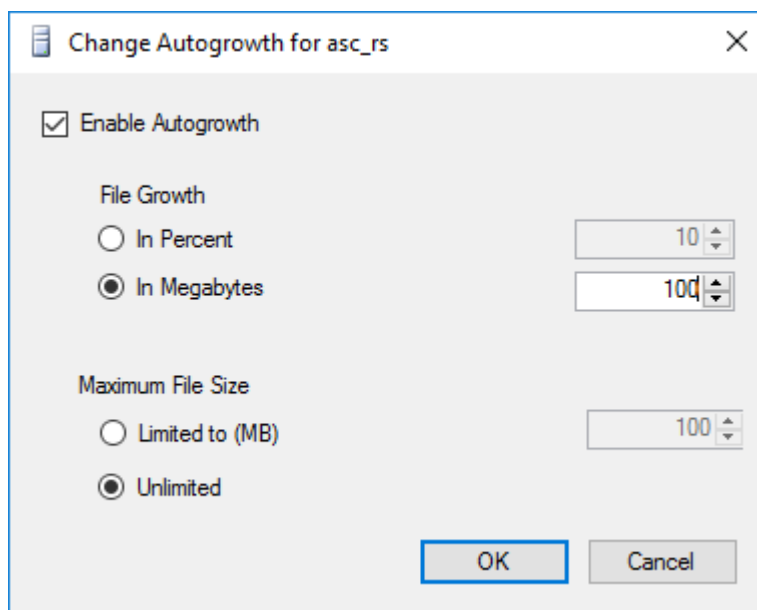 Change Autogrowth for asc_rs
Enable Autogrowth
File Growth
In Percent 10
In Megabytes 100
Maximum File Size
Limited to (MB) 100
Unlimited
OK Cancel